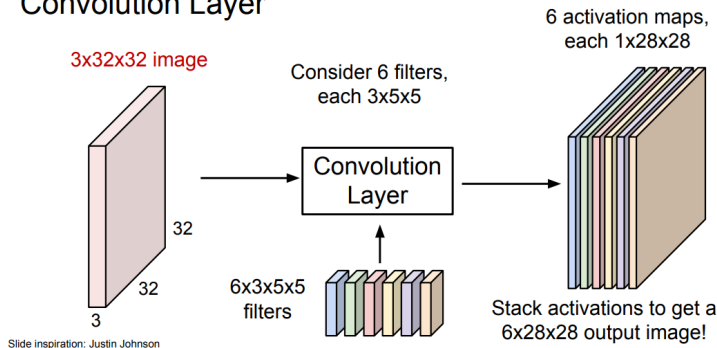 Convolution Layer
3x32x32 image
32
32
3
Consider 6 filters,
each 3x5x5
Convolution
Layer
6x3x5x5
filters
6 activation maps,
each 1x28x28
Stack activations to get a
6x28x28 output image!
Slide inspiration: Justin Johnson